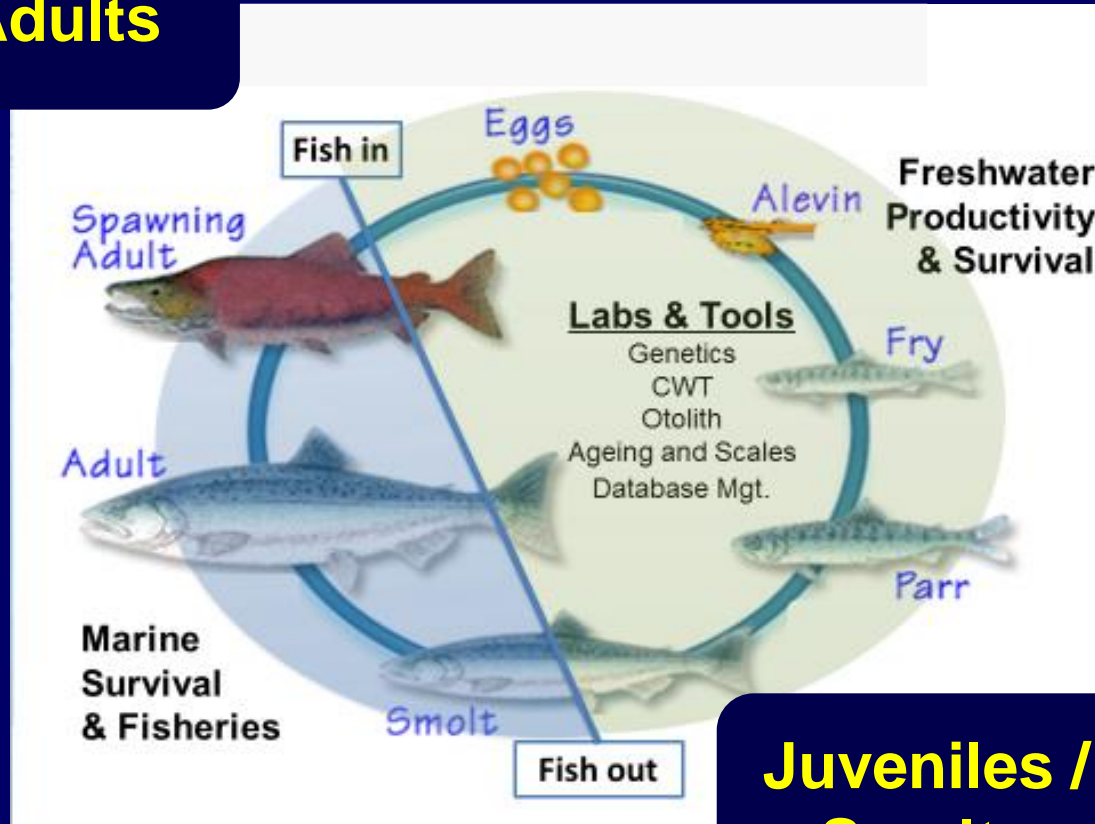 Adults
Fish in
Eggs
Alevin
Freshwater
Productivity
& Survival
Spawning
Adult
Labs & Tools
Genetics
CWT
Otolith
Ageing and Scales
Database Mgt.
Fry
Adult
Parr
Marine
Survival
& Fisheries
Smolt
Fish out
Juveniles /